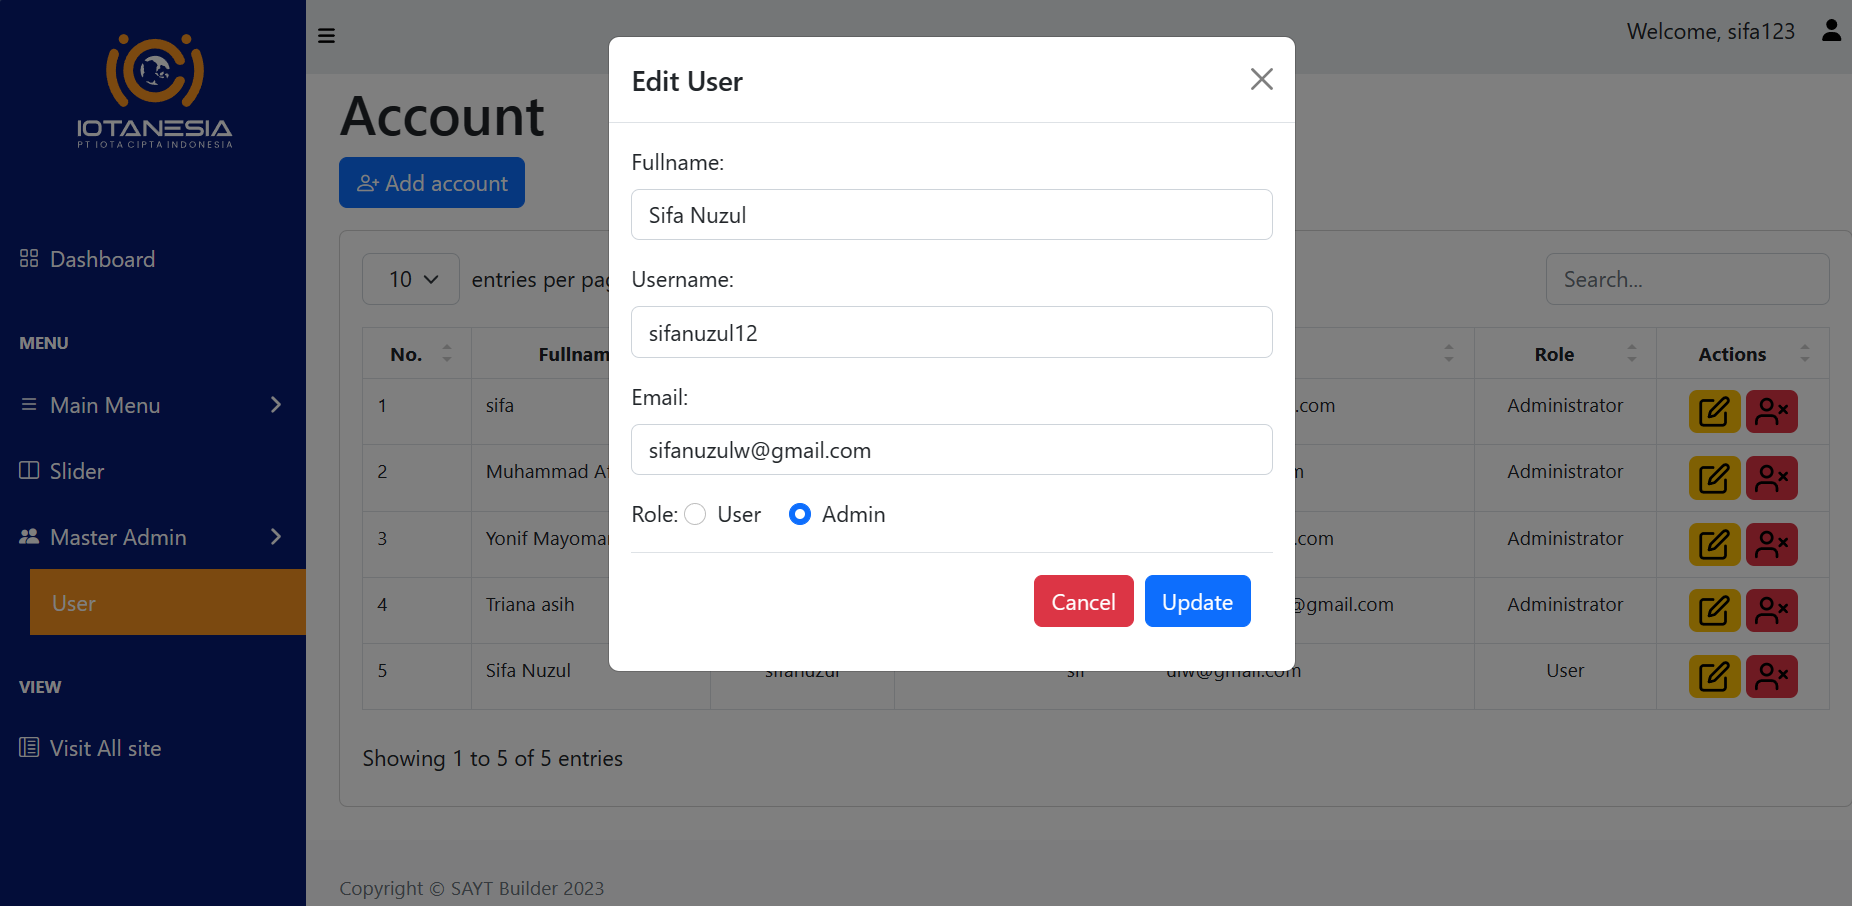 IOTANESIA
PT IOTA CIPTA INDONESIA
Dashboard
MENU
Main Menu
Slider
Master Admin
User
VIEW
Visit All site
Welcome, sifa123
Account
Add account
10 entries per
Search...
No. Role Actions
1 sifa .com Administrator
2 Muhammad Administrator
3 Yonif .com Administrator
4 Triana asih @gmail.com Administrator
5 Sifa Nuzul sifanuzul User
Showing 1 to 5 of 5 entries
Copyright © SAYT Builder 2023
Edit User
Fullname:
Sifa Nuzul
Username:
sifanuzul12
Email:
sifanuzulw@gmail.com
Role: User Admin
Cancel Update